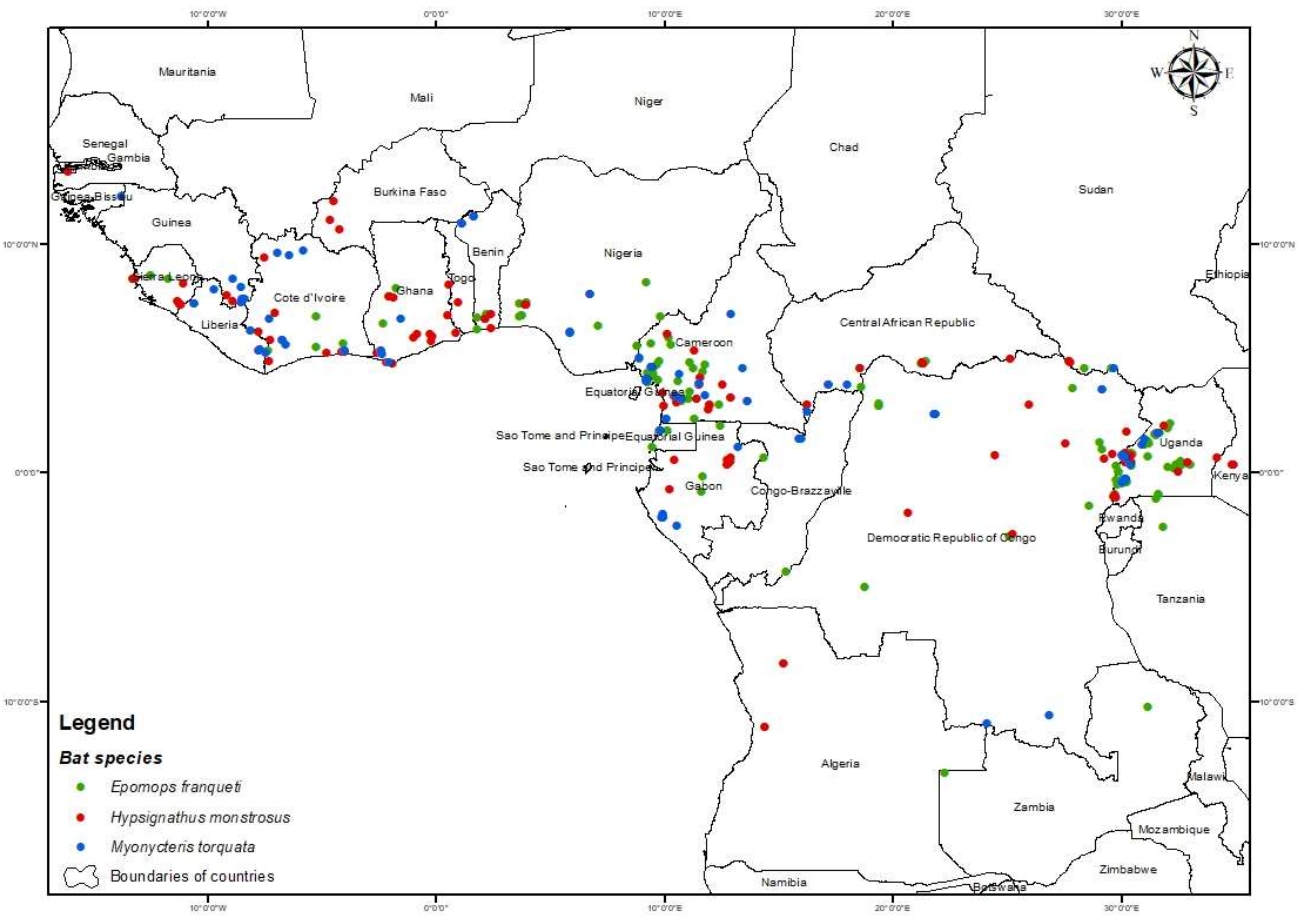 10°0'0"W 0°0'0" 10°0'0"E 20°0'0"E 30°0'0"E
N
W E
S
Mauritania
Mali
Niger
Chad
Sudan
Senegal
Gambia
Burkina Faso
Guinea Bissau
Guinea
10°0'0"N 10°0'0"N
Benin
Nigeria
Ethiopia
Sierra Leone
Togo
Ghana
Cote d'Ivoire
Liberia
Central African Republic
Cameroon
Equatorial Guinea
Sao Tome and Principe
Equatorial Guinea
Uganda
Sao Tome and Principe
0°0'0" 0°0'0"
Kenya
Gabon
Congo-Brazzaville
Rwanda
Democratic Republic of Congo
Burundi
Tanzania
10°0'0"S 10°0'0"S
Legend
Bat species
Epomops franqueti
Hypsignathus monstrosus
Myonycteris torquata
Boundaries of countries
Algeria
Malawi
Zambia
Mozambique
Zimbabwe
Namibia
Botswana
10°0'0"W 0°0'0" 10°0'0"E 20°0'0"E 30°0'0"E